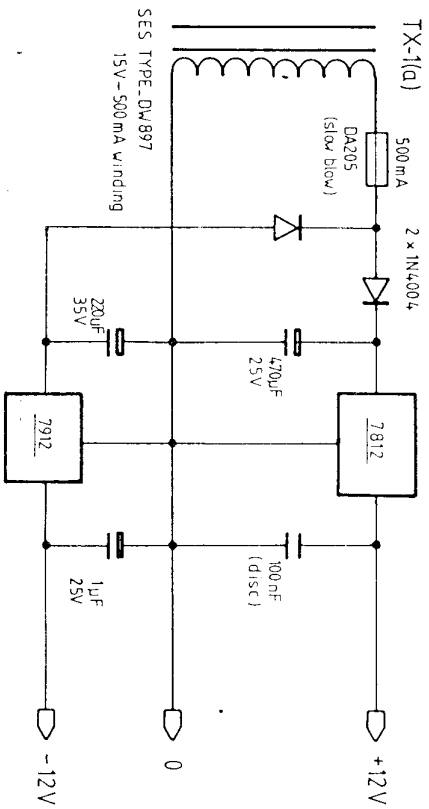 TX-1(a)
SES TYPE_DW897
15V-500mA winding
500mA
DA205
(slow blow)
2 × 1N4004
470µF
25V
220uF
35V
7812
7912
100nF
(disc)
1µF
25V
+12V
0
-12V